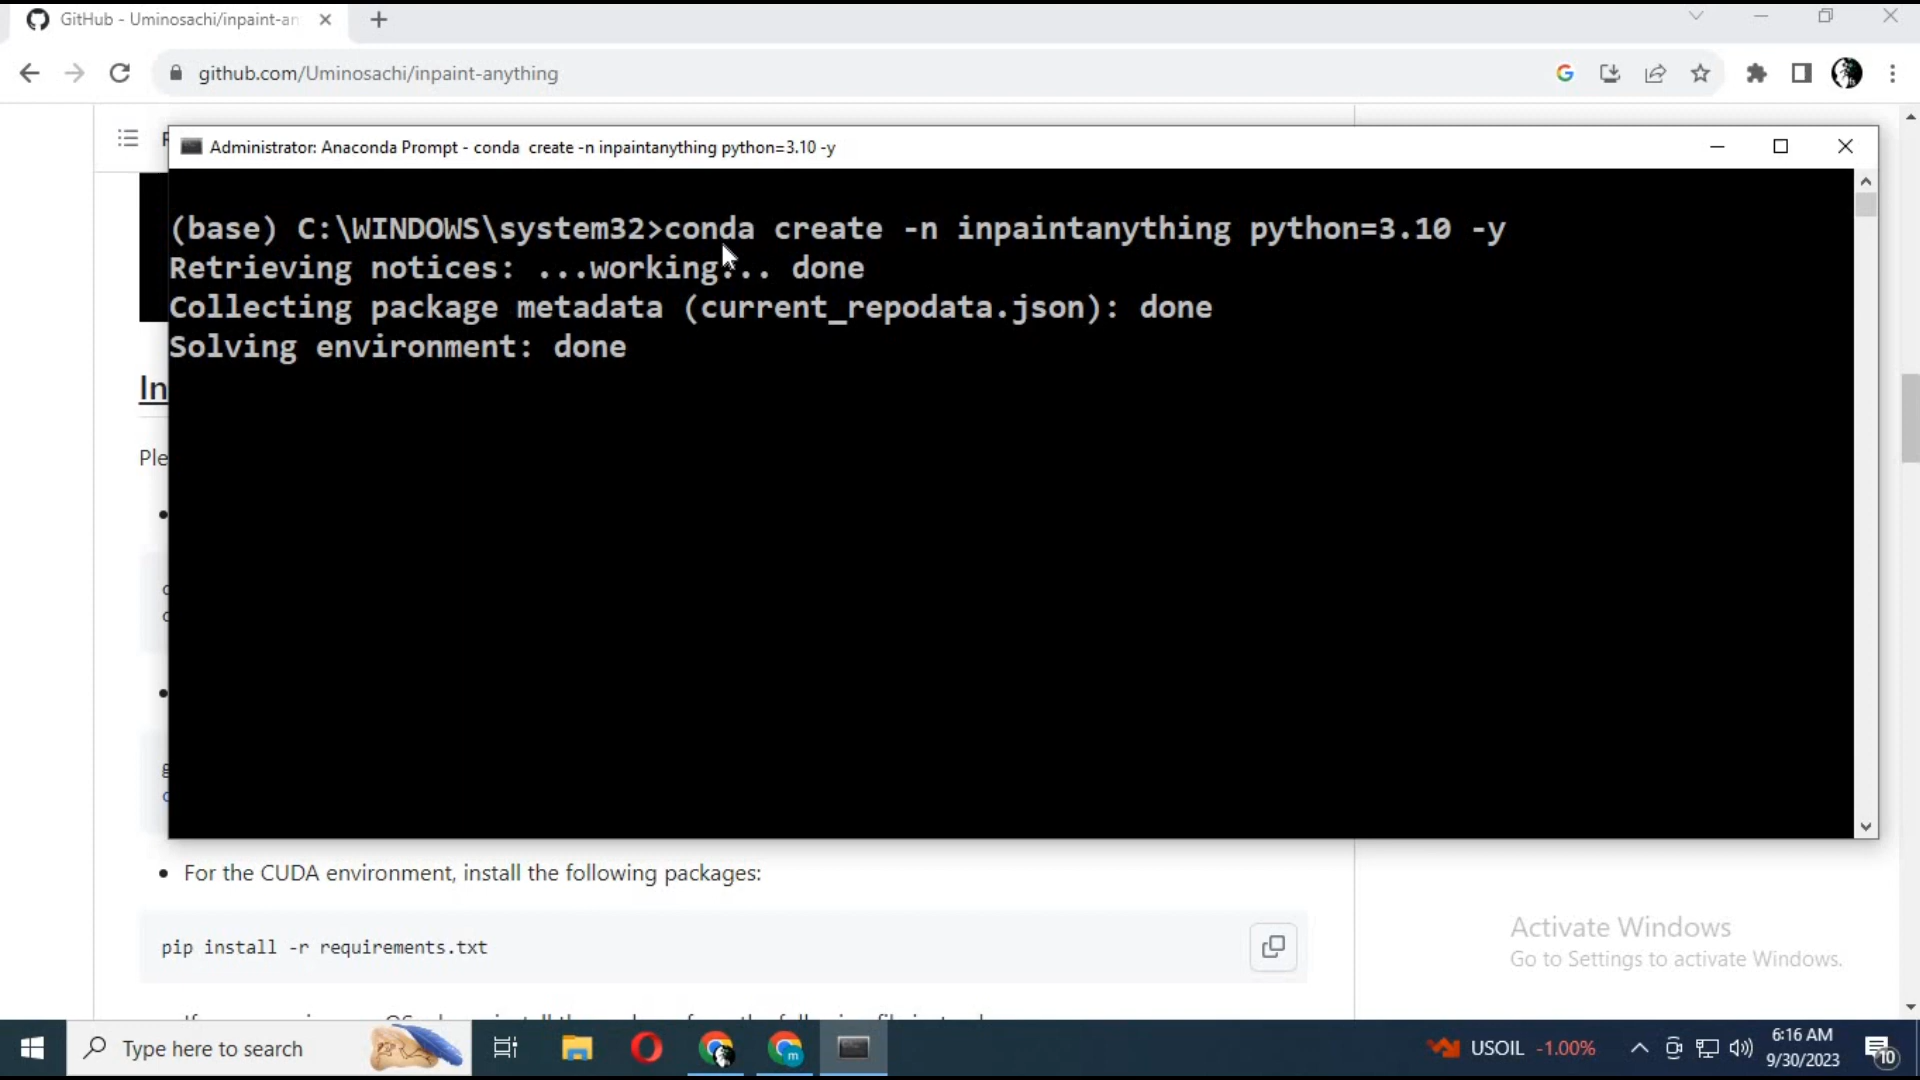 GitHub - Uminosachi/inpaint-an
github.com/Uminosachi/inpaint-anything
Administrator: Anaconda Prompt - conda  create -n inpaintanything python=3.10 -y
(base) C:\WINDOWS\system32>conda create -n inpaintanything python=3.10 -y
Retrieving notices: ...working... done
Collecting package metadata (current_repodata.json): done
Solving environment: done
In
Ple
• For the CUDA environment, install the following packages:
pip install -r requirements.txt
Activate Windows
Go to Settings to activate Windows.
Type here to search
USOIL -1.00%
6:16 AM
9/30/2023
10